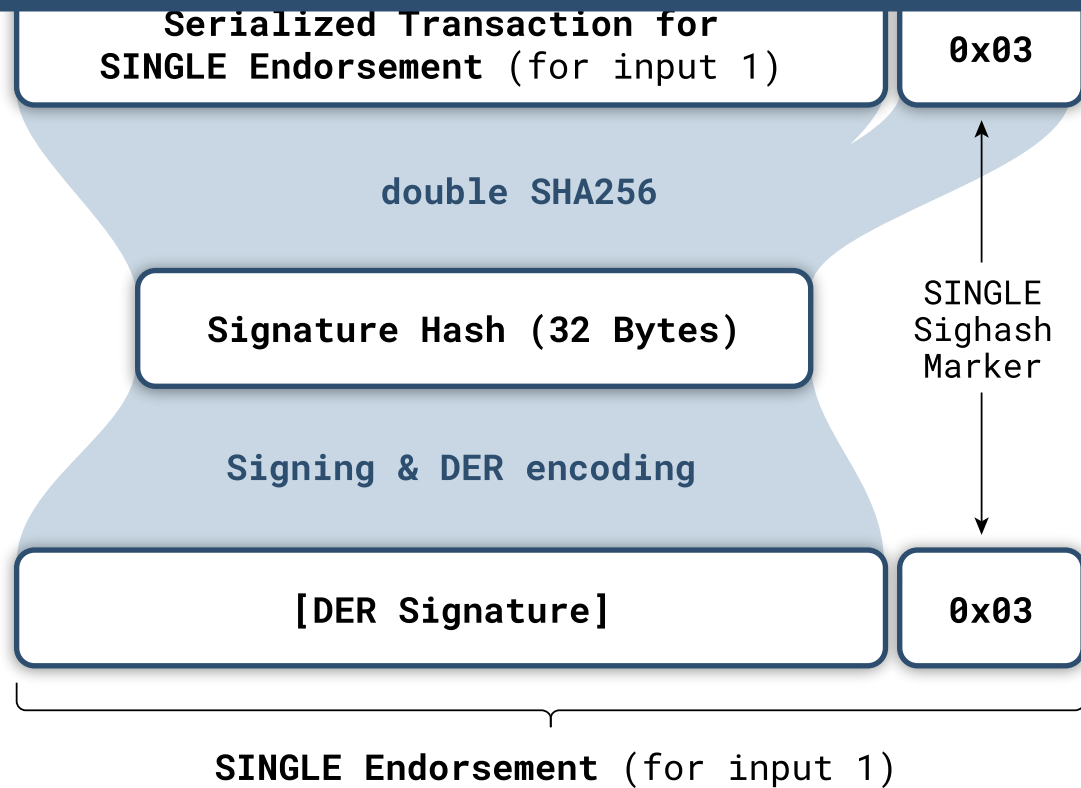 Serialized Transaction for
SINGLE Endorsement (for input 1)
0x03
double SHA256
SINGLE
Sighash
Marker
Signature Hash (32 Bytes)
Signing & DER encoding
[DER Signature]
0x03
SINGLE Endorsement (for input 1)